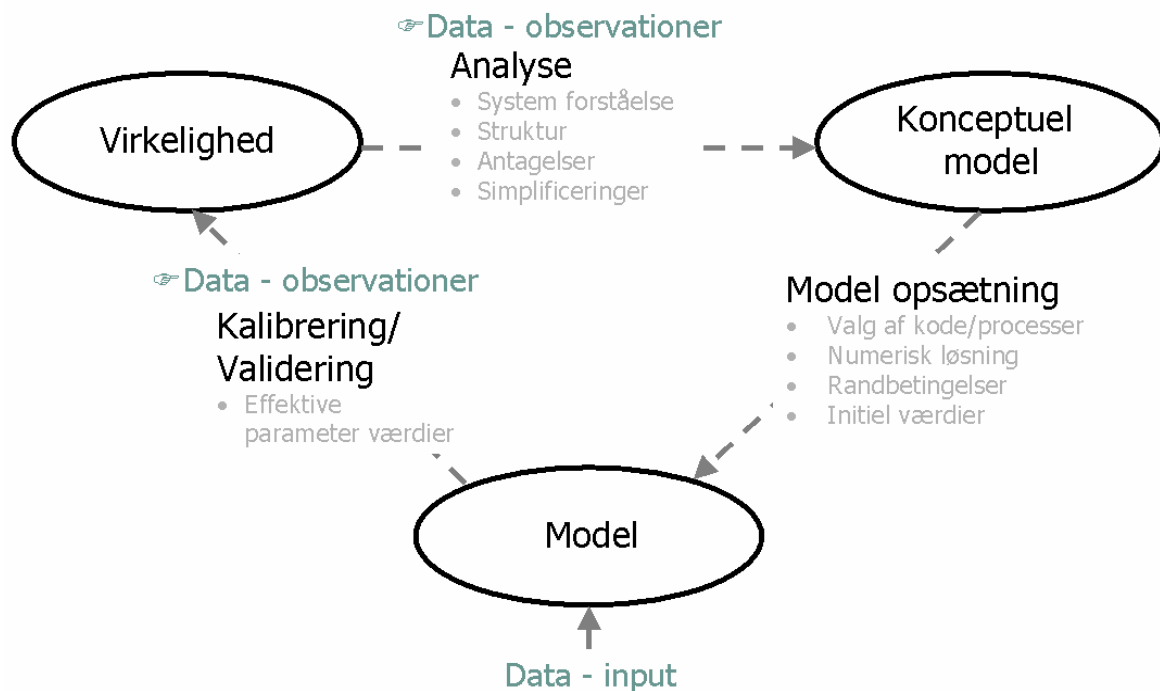 ☞Data - observationer
Analyse
• System forståelse
• Struktur
• Antagelser
• Simplificeringer
Virkelighed
Konceptuel
model
☞Data - observationer
Kalibrering/
Validering
• Effektive
parameter værdier
Model opsætning
• Valg af kode/processer
• Numerisk løsning
• Randbetingelser
• Initiel værdier
Model
Data - input